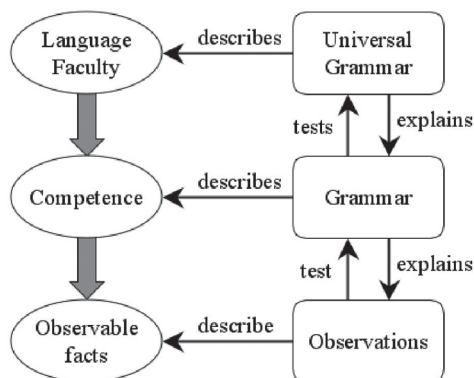 Language
Faculty
describes
Universal
Grammar
tests
explains
Competence
describes
Grammar
test
explains
Observable
facts
describe
Observations